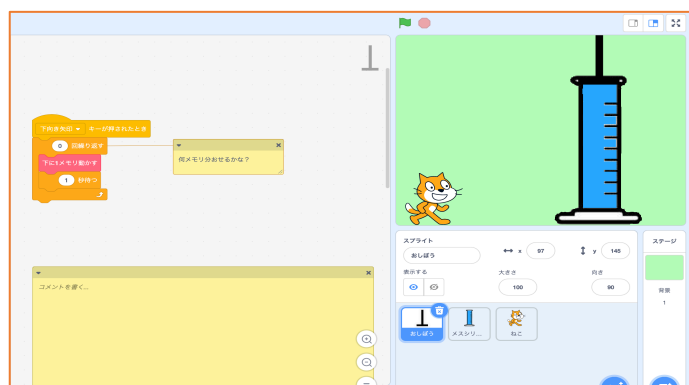 下向き矢印 キーが押されたとき
0 回繰り返す
下に1メモリ動かす
1 秒待つ
何メモリ分おせるかな?
コメントを書く...
スプライト
おしぼう
x 97
y 145
表示する
大きさ
100
向き
90
おしぼう
メスシリ...
ねこ
ステージ
背景
1